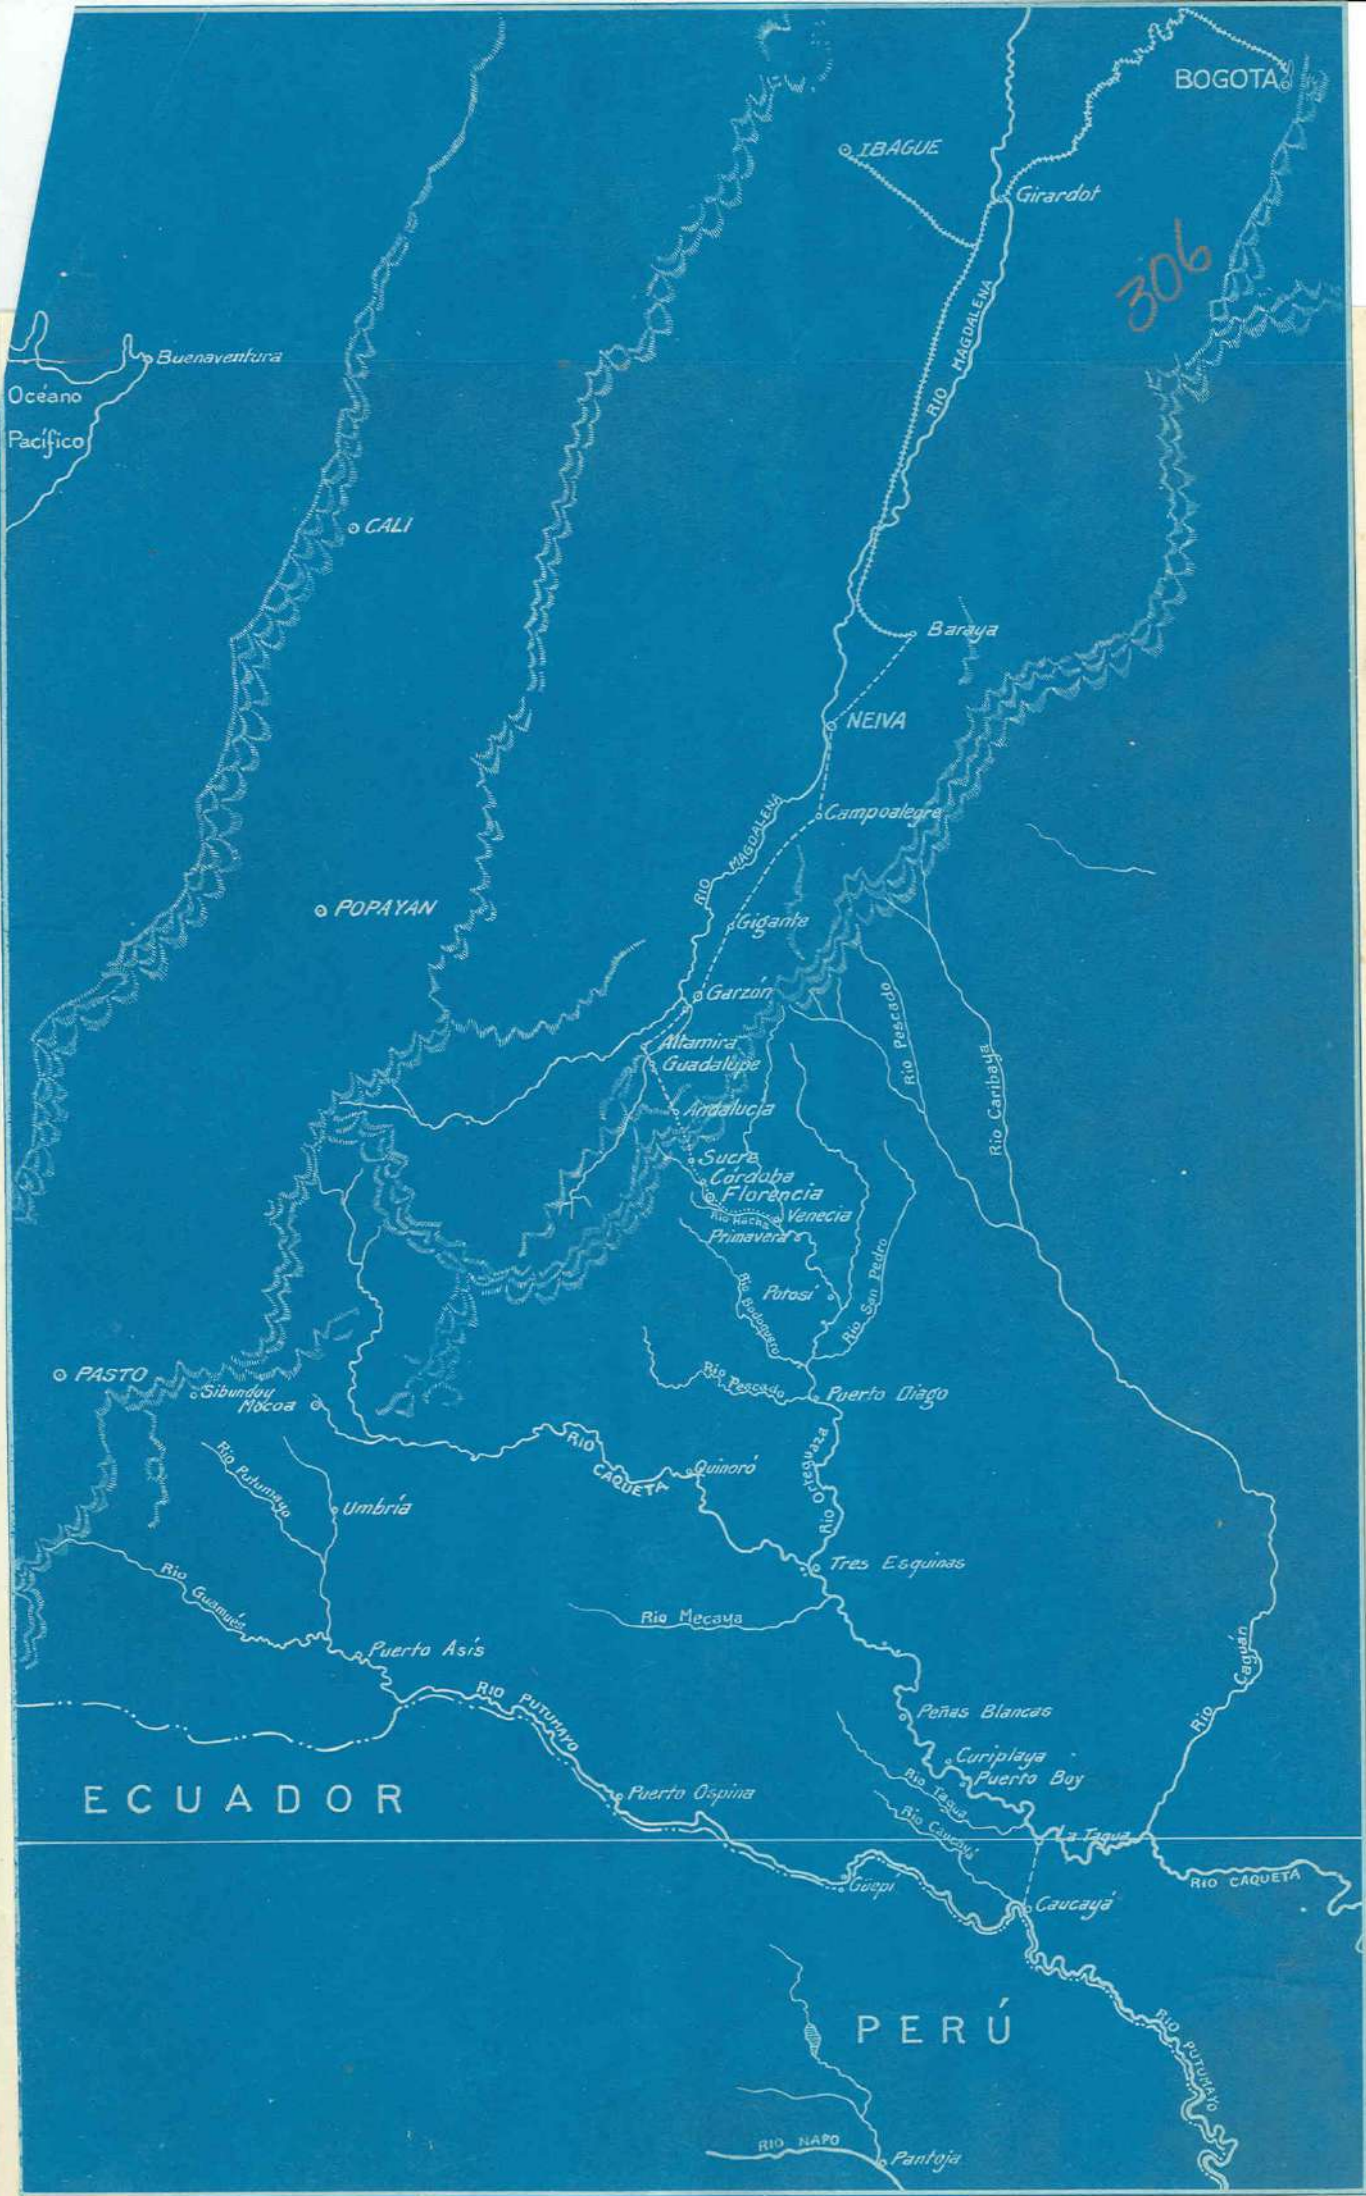 BOGOTA
IBAGUE
Girardot
306
RIO MAGDALENA
Buenaventura
Océano
Pacífico
CALI
Baraya
NEIVA
Campoalegre
RIO MAGDALENA
POPAYAN
Gigante
Garzón
Rio Pescado
Altamira
Guadalupe
Rio Caribaya
Andalucia
Sucre
Córdoba
Florencia
Rio Hacha
Venecia
Primavera
Rio Bodoquero
Potosí
Rio San Pedro
PASTO
Sibunduy
Mocoa
Rio Pescado
Puerto Diago
Rio Putumayo
RIO
CAQUETA
Quinoró
Rio Orteguaza
Umbría
Tres Esquinas
Rio Guamués
Rio Mecaya
Puerto Asís
Rio Caguán
RIO PUTUMAYO
Peñas Blancas
Curiplaya
Puerto Boy
Rio Tagua
ECUADOR
Puerto Ospina
Rio Caucayá
La Tagua
Güepí
RIO CAQUETA
Caucayá
PERÚ
RIO PUTUMAYO
RIO NAPO
Pantoja